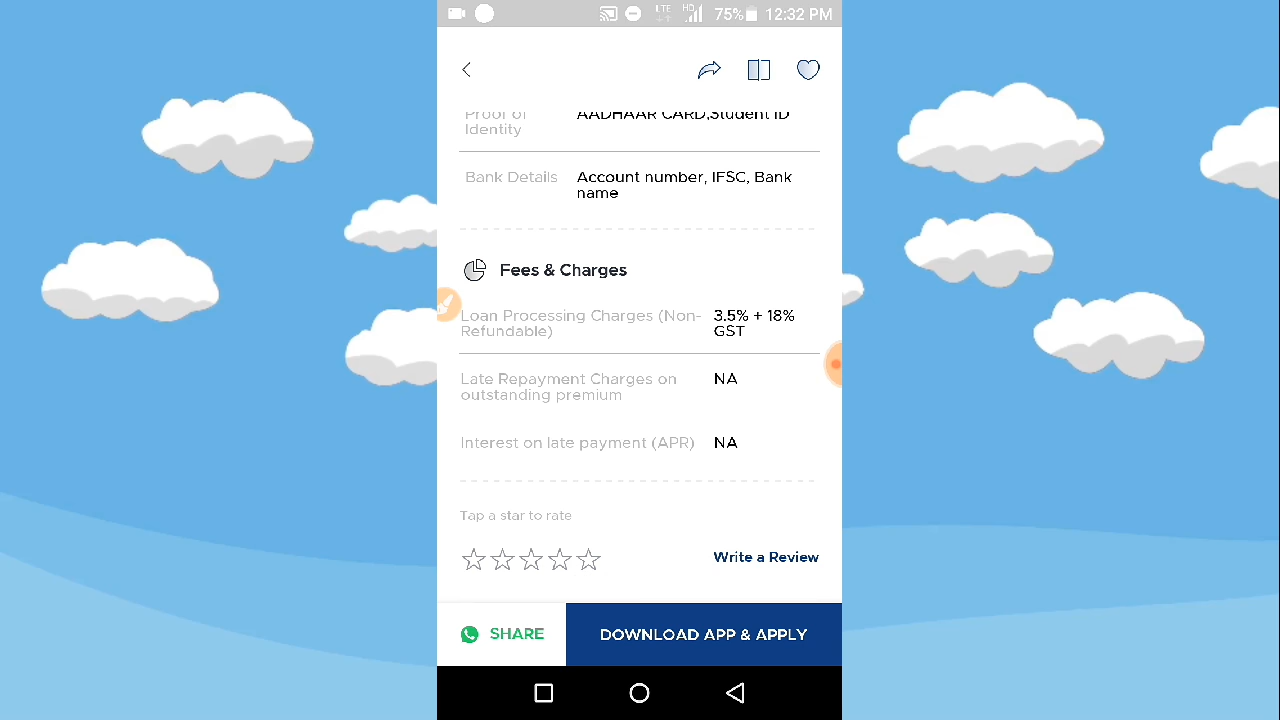 LTE HD 75% 12:32 PM
Proof of
Identity
AADHAAR CARD,Student ID
Bank Details
Account number, IFSC, Bank
name
Fees & Charges
Loan Processing Charges (Non-
Refundable)
3.5% + 18%
GST
Late Repayment Charges on
outstanding premium
NA
Interest on late payment (APR)
NA
Tap a star to rate
Write a Review
SHARE
DOWNLOAD APP & APPLY